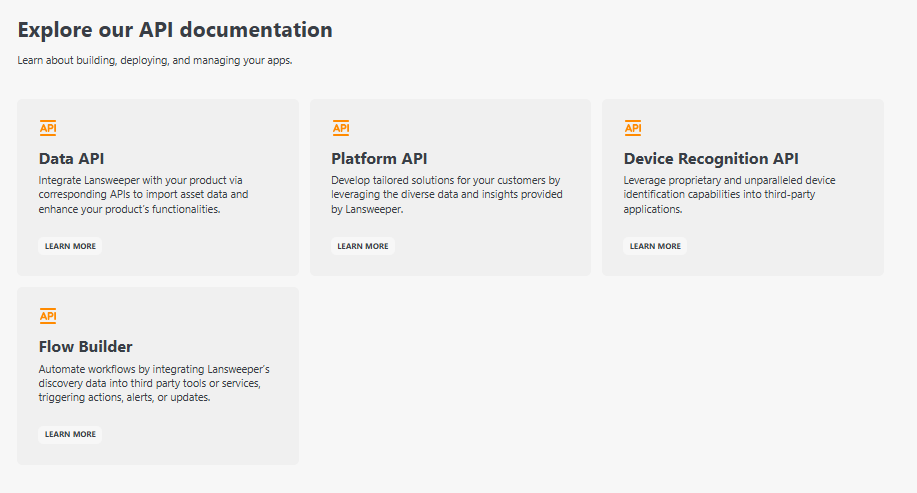 Explore our API documentation
Learn about building, deploying, and managing your apps.
API
Data API
Integrate Lansweeper with your product via
corresponding APIs to import asset data and
enhance your product's functionalities.
LEARN MORE
API
Platform API
Develop tailored solutions for your customers by
leveraging the diverse data and insights provided
by Lansweeper.
LEARN MORE
API
Device Recognition API
Leverage proprietary and unparalleled device
identification capabilities into third-party
applications.
LEARN MORE
API
Flow Builder
Automate workflows by integrating Lansweeper's
discovery data into third party tools or services,
triggering actions, alerts, or updates.
LEARN MORE